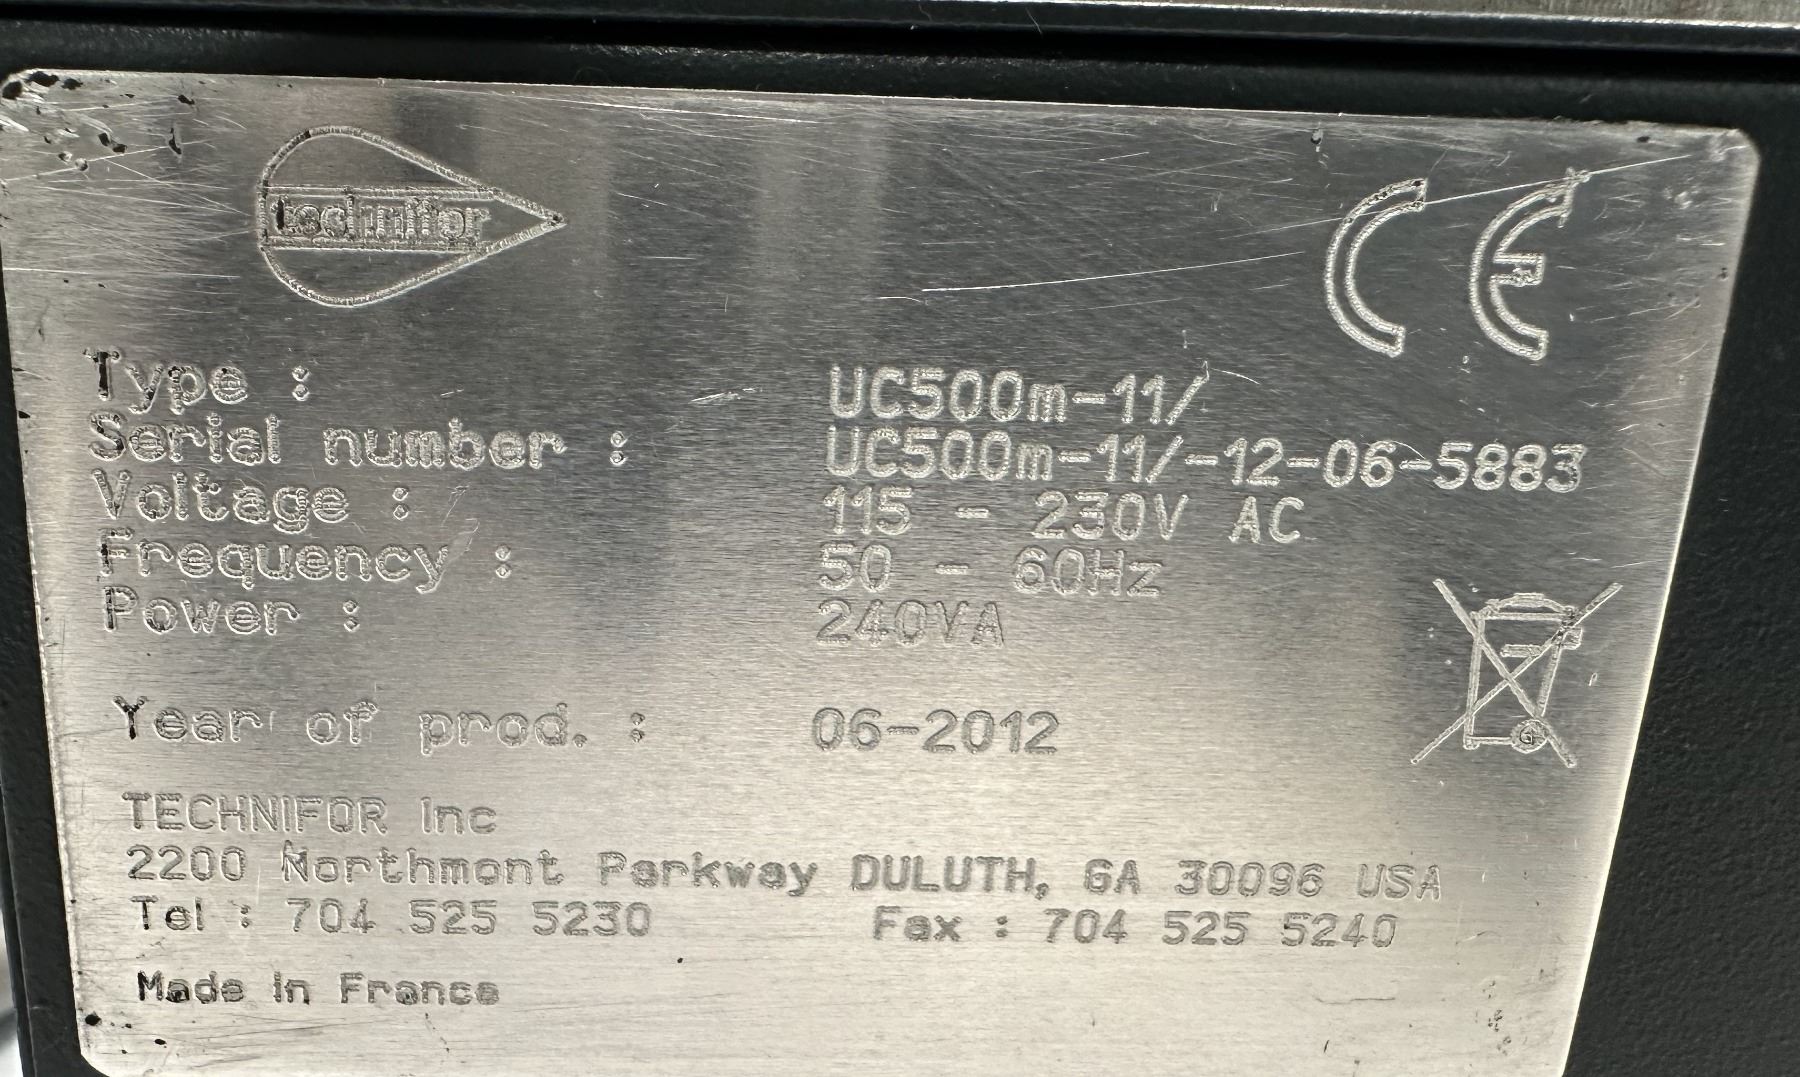 technifor
CE
Type : UC500m-11/
Serial number : UC500m-11/-12-06-5883
Voltage : 115 - 230V AC
Frequency : 50 - 60Hz
Power : 240VA
Year of prod. : 06-2012
TECHNIFOR Inc
2200 Northmont Parkway DULUTH, GA 30096 USA
Tel : 704 525 5230 Fax : 704 525 5240
Made in France